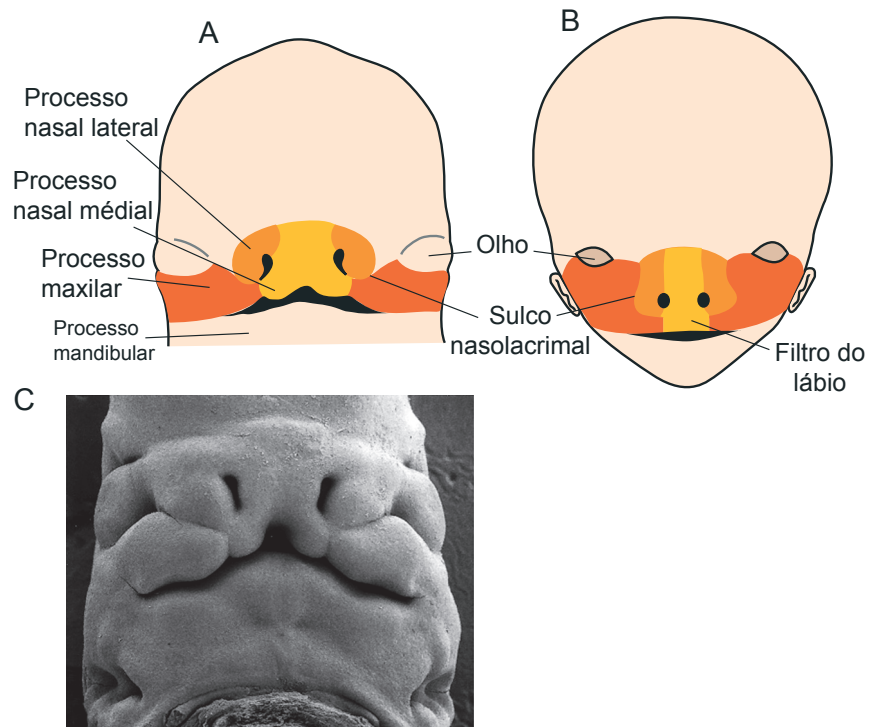 A
B
Processo
nasal lateral
Processo
nasal médial
Processo
maxilar
Processo
mandibular
Olho
Sulco
nasolacrimal
Filtro do
lábio
C